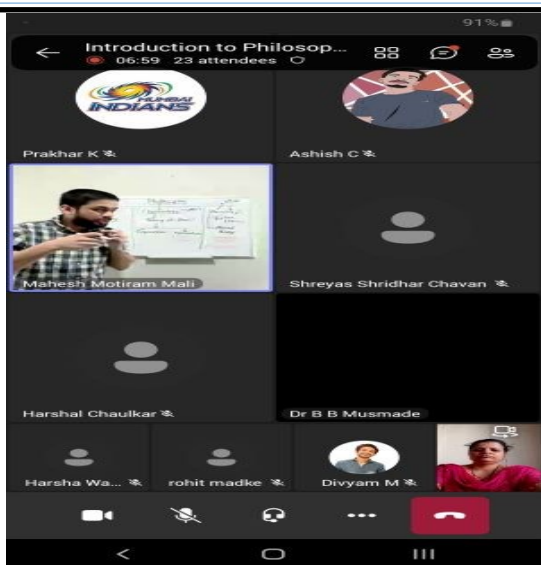 91%
Introduction to Philosop...
06:59 23 attendees
MUMBAI
INDIANS
Prakhar K
Ashish C
Mahesh Motiram Mali
Shreyas Shridhar Chavan
Harshal Chaulkar
Dr B B Musmade
Harsha Wa...
rohit madke
Divyam M